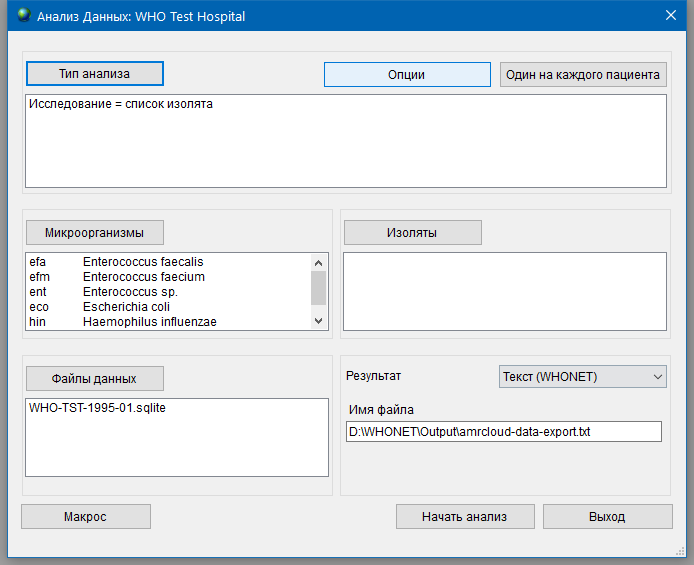 Анализ Данных: WHO Test Hospital
Тип анализа
Опции
Один на каждого пациента
Исследование = список изолята
Микроорганизмы
efa Enterococcus faecalis
efm Enterococcus faecium
ent Enterococcus sp.
eco Escherichia coli
hin Haemophilus influenzae
Изоляты
Файлы данных
WHO-TST-1995-01.sqlite
Результат
Текст (WHONET)
Имя файла
D:\WHONET\Output\amrcloud-data-export.txt
Макрос
Начать анализ
Выход